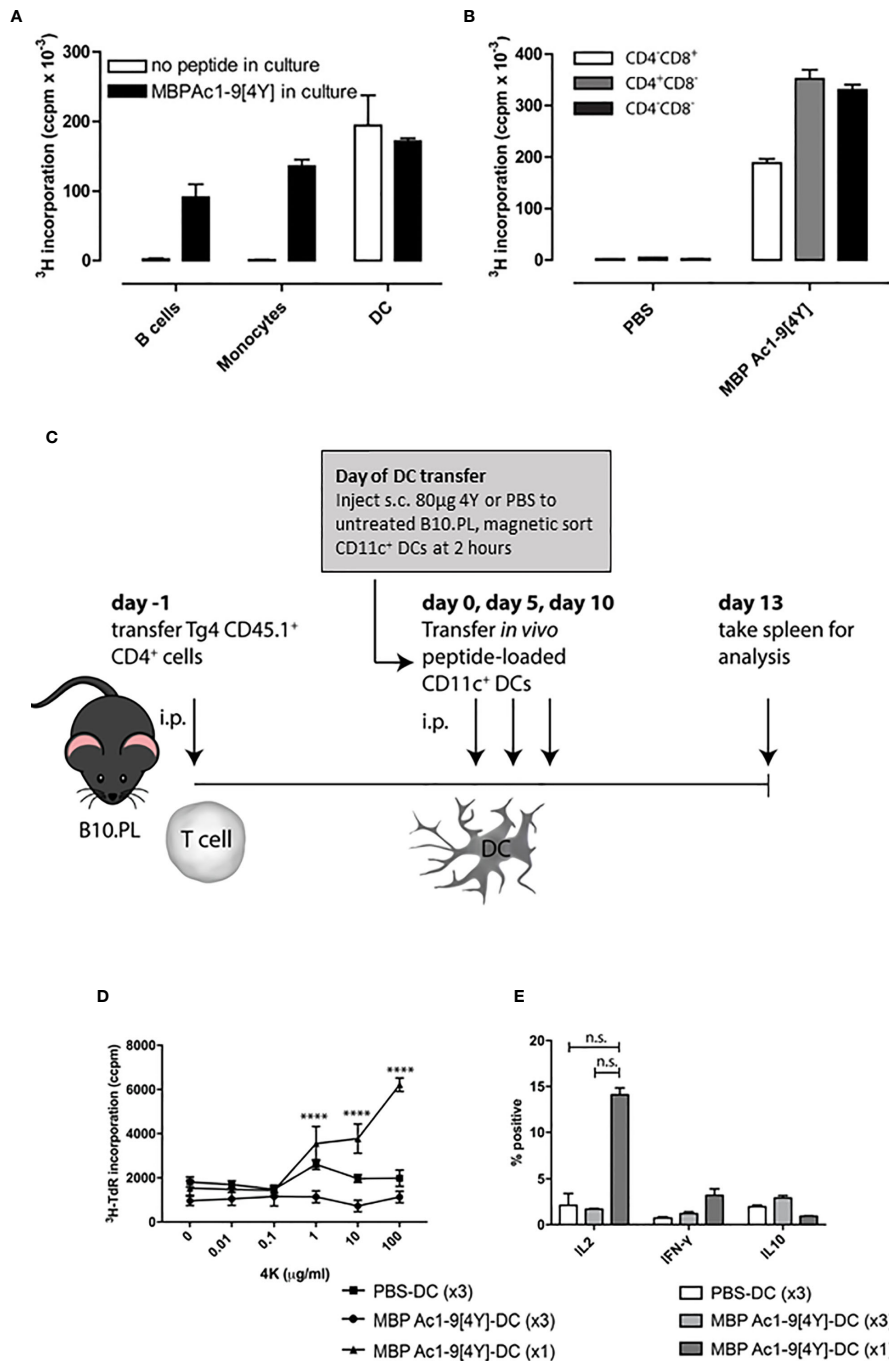 A
³H incorporation (ccpm x 10⁻³)
300
200
100
0
no peptide in culture
MBPAc1-9[4Y] in culture
B cells
Monocytes
DC
B
³H incorporation (ccpm x 10⁻³)
400
300
200
100
0
CD4⁻CD8⁺
CD4⁺CD8⁻
CD4⁻CD8⁻
PBS
MBP Ac1-9[4Y]
C
Day of DC transfer
Inject s.c. 80µg 4Y or PBS to
untreated B10.PL, magnetic sort
CD11c⁺ DCs at 2 hours
day -1
transfer Tg4 CD45.1⁺
CD4⁺ cells
i.p.
day 0, day 5, day 10
Transfer in vivo
peptide-loaded
CD11c⁺ DCs
i.p.
day 13
take spleen for
analysis
B10.PL
T cell
DC
D
³H-TdR incorporation (ccpm)
8000
6000
4000
2000
0
****
****
****
0
0.01
0.1
1
10
100
4K (µg/ml)
PBS-DC (x3)
MBP Ac1-9[4Y]-DC (x3)
MBP Ac1-9[4Y]-DC (x1)
E
% positive
20
15
10
5
0
n.s.
n.s.
IL2
IFN-γ
IL10
PBS-DC (x3)
MBP Ac1-9[4Y]-DC (x3)
MBP Ac1-9[4Y]-DC (x1)